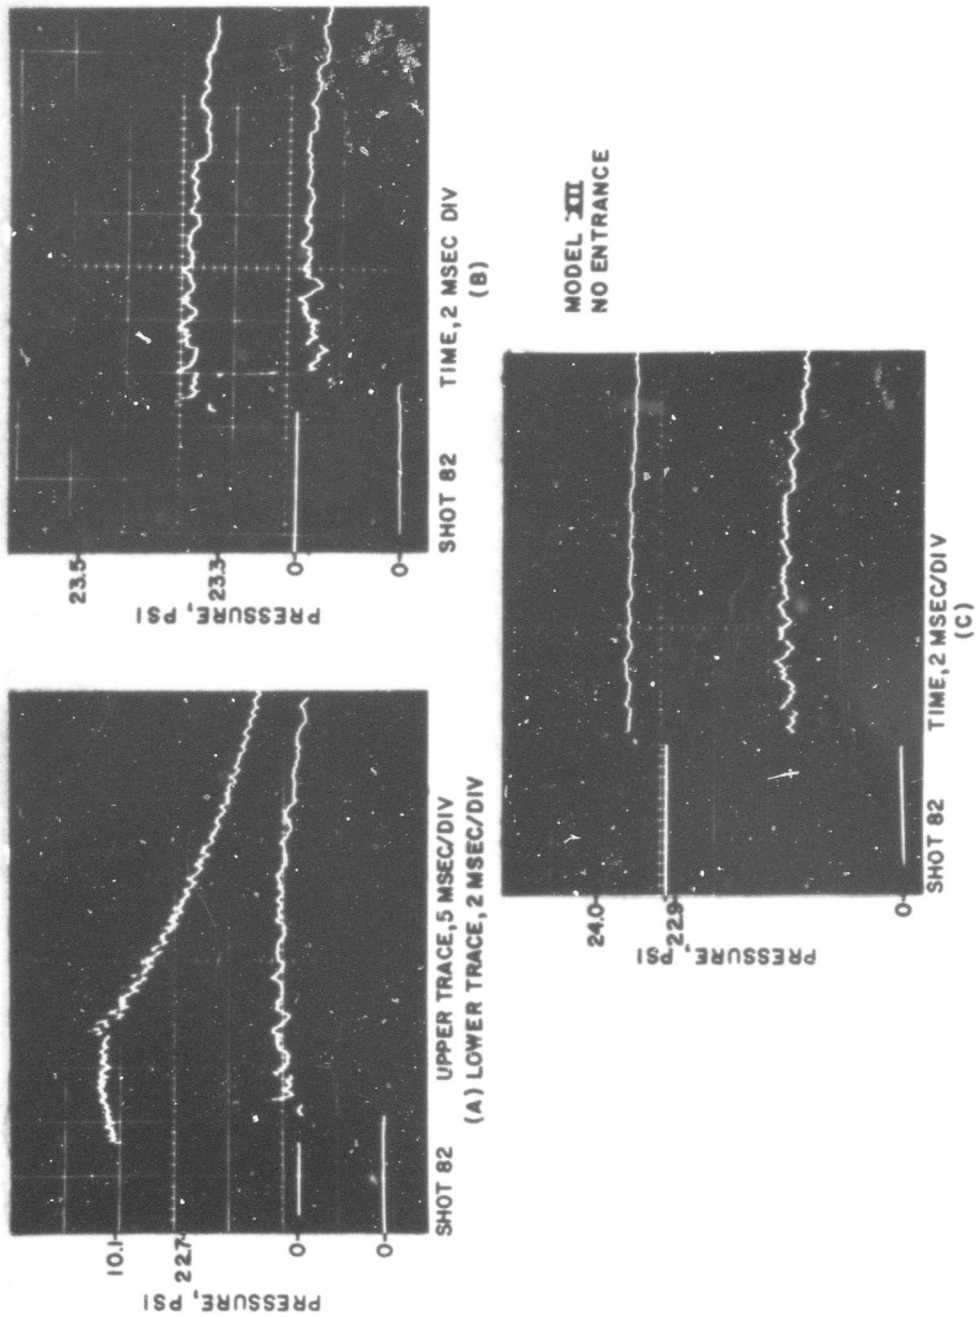 PRESSURE, PSI
10.1
22.7
0
0
SHOT 82
UPPER TRACE, 5 MSEC/DIV
(A) LOWER TRACE, 2 MSEC/DIV
PRESSURE, PSI
23.5
23.3
0
0
SHOT 82
TIME, 2 MSEC DIV
(B)
PRESSURE, PSI
24.0
22.9
0
SHOT 82
TIME, 2 MSEC/DIV
(C)
MODEL XII
NO ENTRANCE